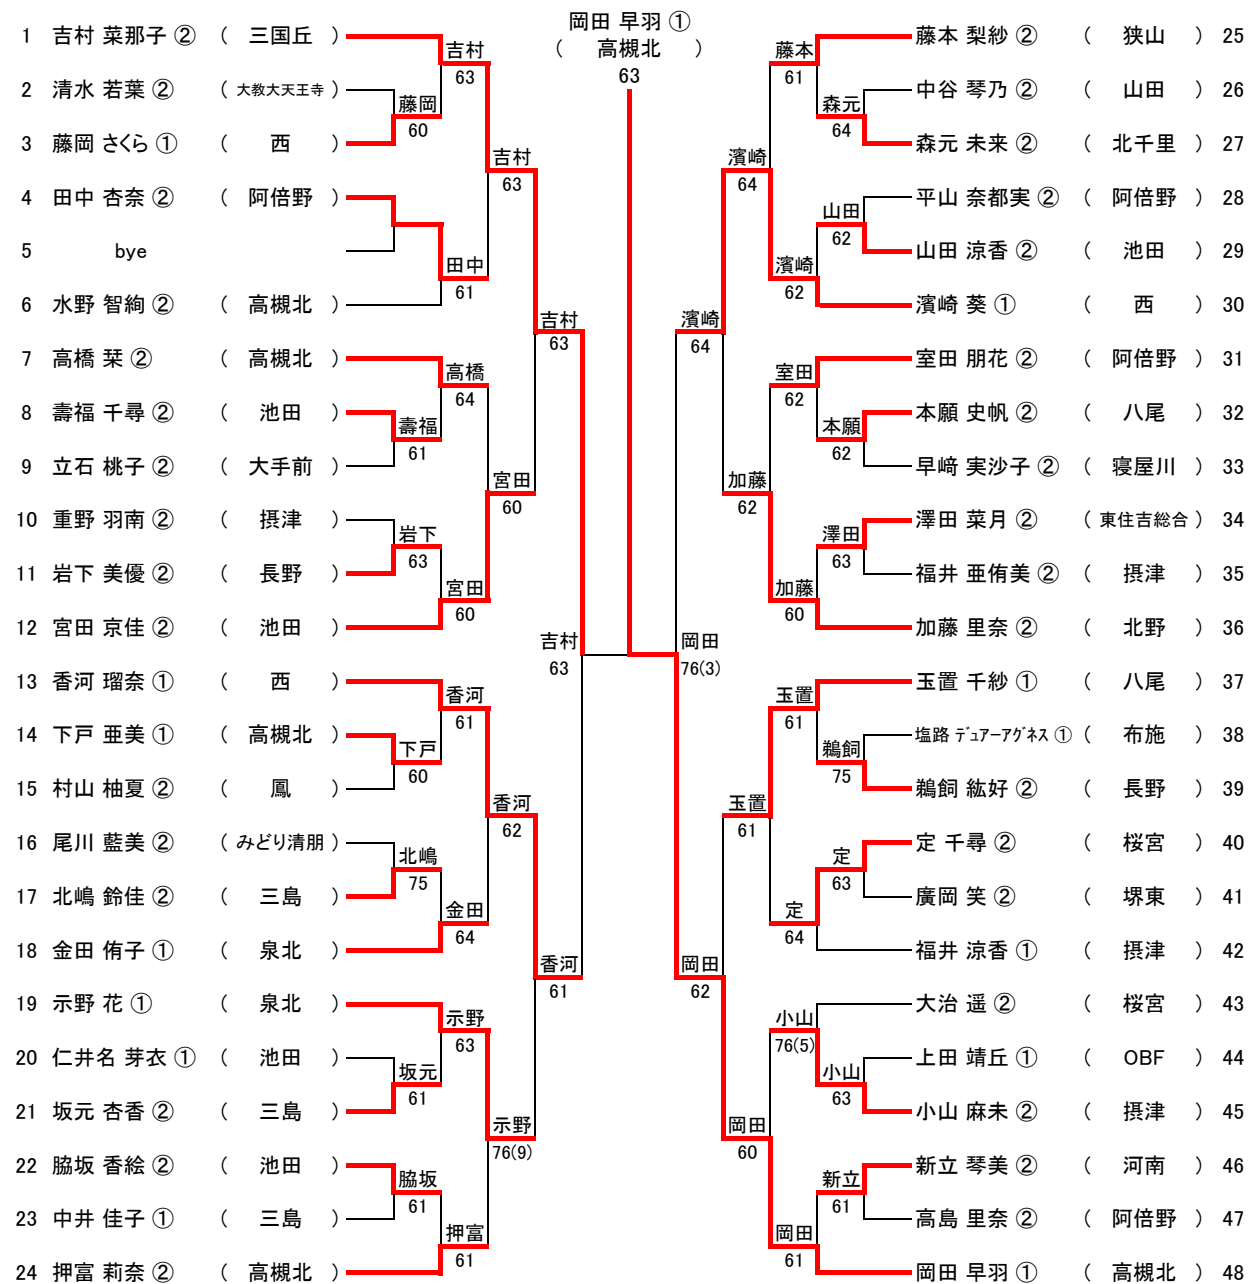 岡田 早羽 ①
( 高槻北 )
63
1 吉村 菜那子 ② ( 三国丘 )
2 清水 若葉 ② ( 大教大天王寺 )
3 藤岡 さくら ① ( 西 )
4 田中 杏奈 ② ( 阿倍野 )
5 bye
6 水野 智絢 ② ( 高槻北 )
7 高橋 栞 ② ( 高槻北 )
8 壽福 千尋 ② ( 池田 )
9 立石 桃子 ② ( 大手前 )
10 重野 羽南 ② ( 摂津 )
11 岩下 美優 ② ( 長野 )
12 宮田 京佳 ② ( 池田 )
13 香河 瑠奈 ① ( 西 )
14 下戸 亜美 ① ( 高槻北 )
15 村山 柚夏 ② ( 鳳 )
16 尾川 藍美 ② ( みどり清朋 )
17 北嶋 鈴佳 ② ( 三島 )
18 金田 侑子 ① ( 泉北 )
19 示野 花 ① ( 泉北 )
20 仁井名 芽衣 ① ( 池田 )
21 坂元 杏香 ② ( 三島 )
22 脇坂 香絵 ② ( 池田 )
23 中井 佳子 ① ( 三島 )
24 押富 莉奈 ② ( 高槻北 )
藤岡
60
壽福
61
岩下
63
下戸
60
北嶋
75
坂元
61
脇坂
61
吉村
63
田中
61
高橋
64
宮田
60
香河
61
金田
64
示野
63
押富
61
吉村
63
宮田
60
香河
62
示野
76(9)
吉村
63
香河
61
吉村
63
岡田
76(3)
濱崎
64
岡田
62
濱崎
64
加藤
62
玉置
61
岡田
60
藤本
61
濱崎
62
室田
62
加藤
60
玉置
61
定
64
小山
76(5)
岡田
61
森元
64
山田
62
本願
62
澤田
63
鵜飼
75
定
63
小山
63
新立
61
藤本 梨紗 ② ( 狭山 ) 25
中谷 琴乃 ② ( 山田 ) 26
森元 未来 ② ( 北千里 ) 27
平山 奈都実 ② ( 阿倍野 ) 28
山田 涼香 ② ( 池田 ) 29
濱崎 葵 ① ( 西 ) 30
室田 朋花 ② ( 阿倍野 ) 31
本願 史帆 ② ( 八尾 ) 32
早﨑 実沙子 ② ( 寝屋川 ) 33
澤田 菜月 ② ( 東住吉総合 ) 34
福井 亜侑美 ② ( 摂津 ) 35
加藤 里奈 ② ( 北野 ) 36
玉置 千紗 ① ( 八尾 ) 37
塩路 ﾃﾞｭｱｰｱｸﾞﾈｽ ① ( 布施 ) 38
鵜飼 紘好 ② ( 長野 ) 39
定 千尋 ② ( 桜宮 ) 40
廣岡 笑 ② ( 堺東 ) 41
福井 涼香 ① ( 摂津 ) 42
大治 遥 ② ( 桜宮 ) 43
上田 靖丘 ① ( OBF ) 44
小山 麻未 ② ( 摂津 ) 45
新立 琴美 ② ( 河南 ) 46
高島 里奈 ② ( 阿倍野 ) 47
岡田 早羽 ① ( 高槻北 ) 48